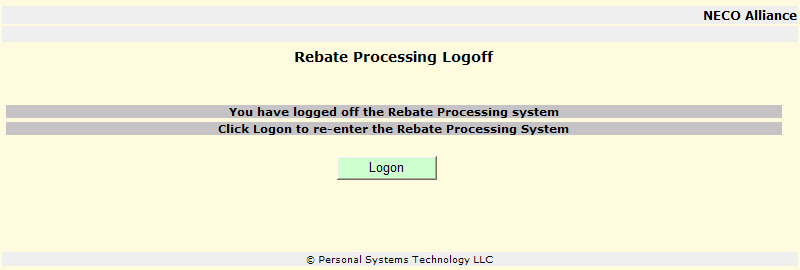 NECO Alliance
Rebate Processing Logoff
You have logged off the Rebate Processing system
Click Logon to re-enter the Rebate Processing System
Logon
© Personal Systems Technology LLC